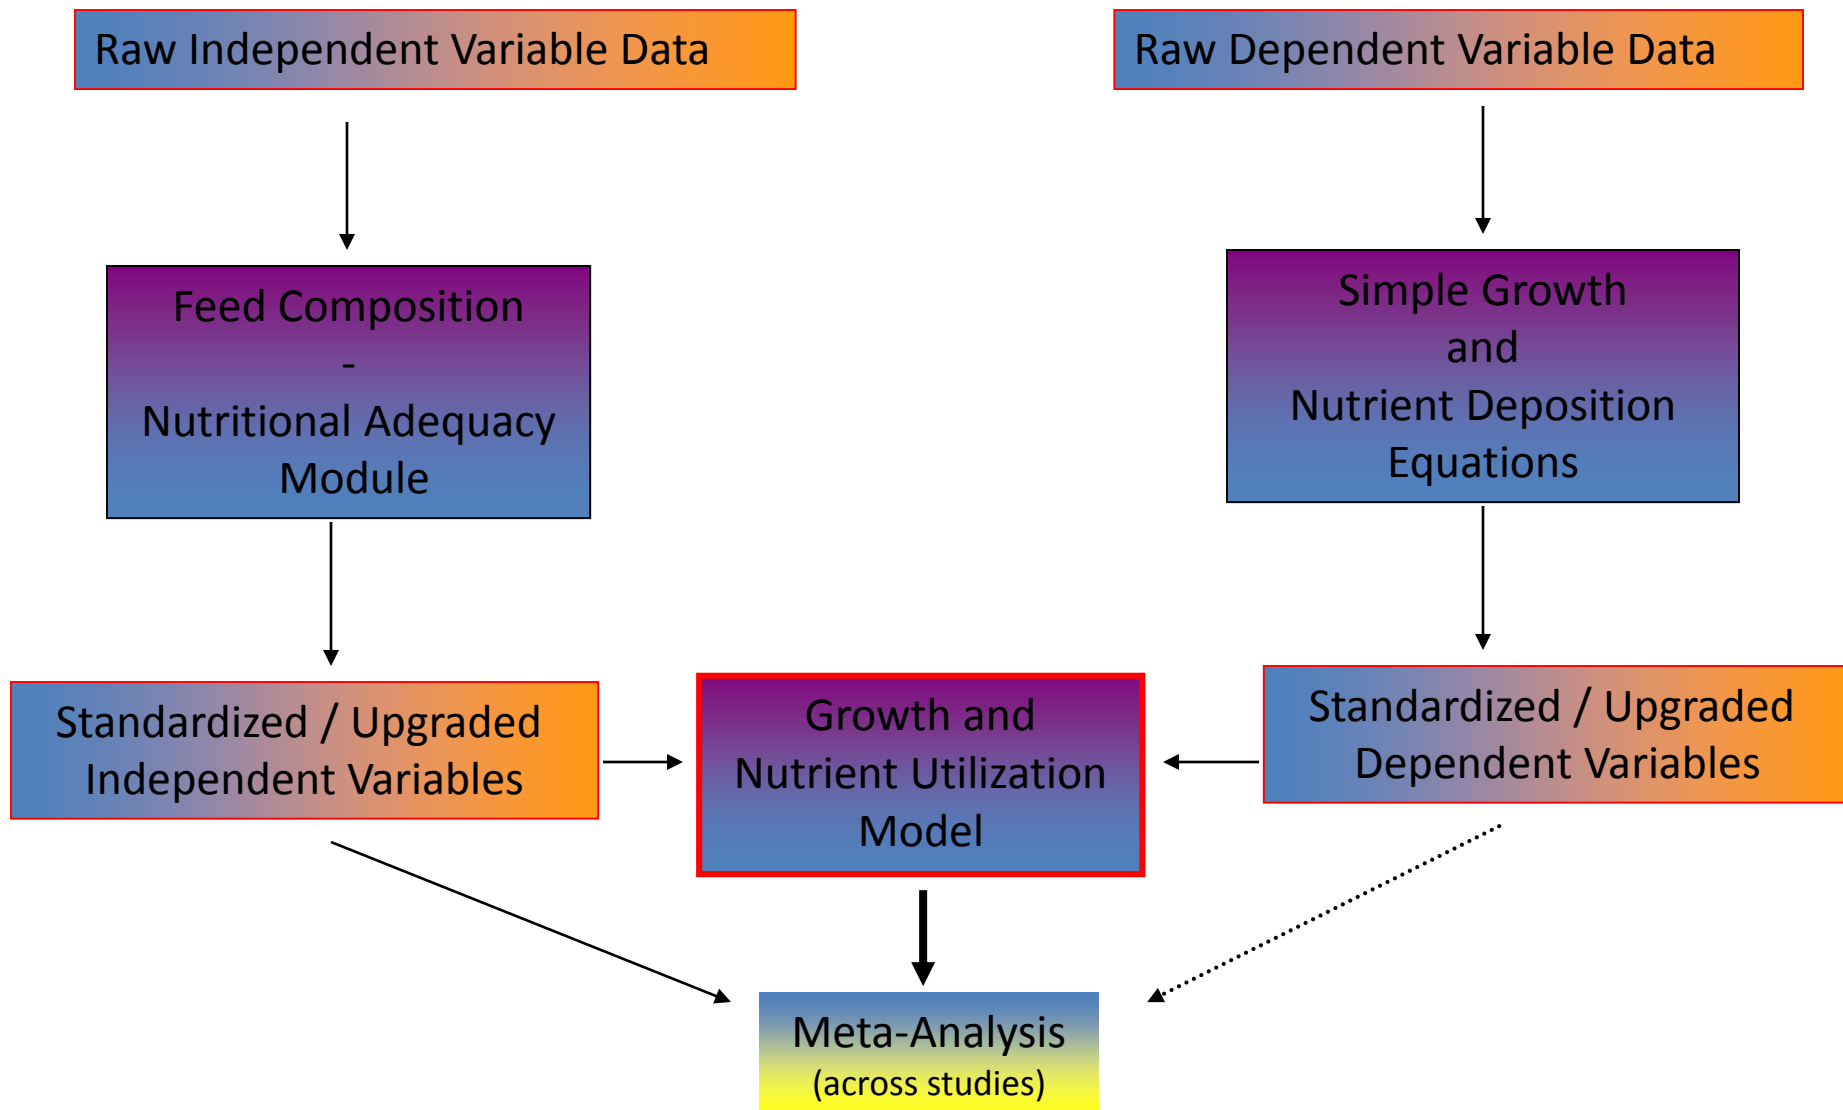 Raw Independent Variable Data
Raw Dependent Variable Data
Feed Composition
-
Nutritional Adequacy
Module
Simple Growth
and
Nutrient Deposition
Equations
Standardized / Upgraded
Independent Variables
Growth and
Nutrient Utilization
Model
Standardized / Upgraded
Dependent Variables
Meta-Analysis
(across studies)